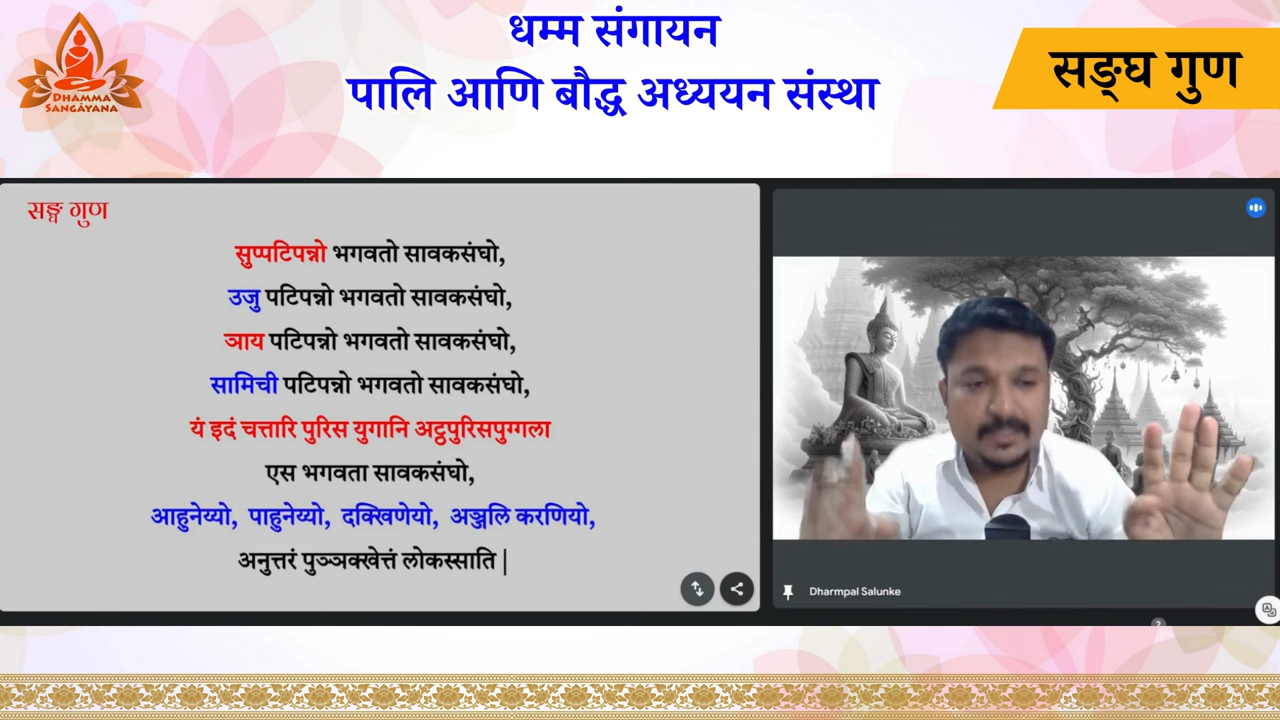 DHAMMA
SANGĀYANA
धम्म संगायन
पालि आणि बौद्ध अध्ययन संस्था
सङ्घ गुण
सङ्घ गुण
सुप्पटिपन्नो भगवतो सावकसंघो,
उजु पटिपन्नो भगवतो सावकसंघो,
ञाय पटिपन्नो भगवतो सावकसंघो,
सामिची पटिपन्नो भगवतो सावकसंघो,
यं इदं चत्तारि पुरिस युगानि अट्ठपुरिसपुग्गला
एस भगवता सावकसंघो,
आहुनेय्यो, पाहुनेय्यो, दक्खिणेयो, अञ्जलि करणियो,
अनुत्तरं पुञ्ञक्खेत्तं लोकस्साति |
Dharmpal Salunke